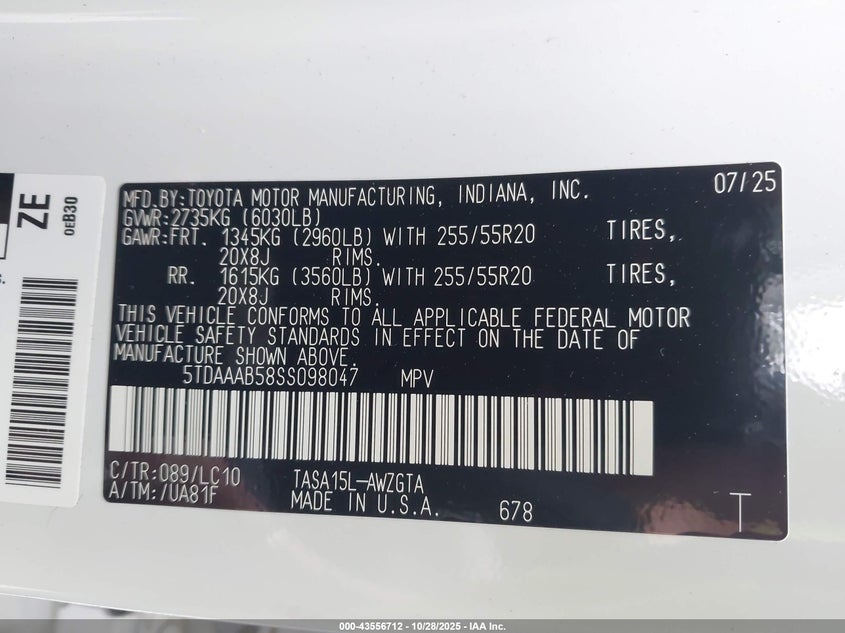 ZE
0EB30
MFD.BY:TOYOTA MOTOR MANUFACTURING, INDIANA, INC. 07/25
GVWR:2735KG (6030LB)
GAWR:FRT. 1345KG (2960LB) WITH 255/55R20 TIRES,
20X8J RIMS.
RR. 1615KG (3560LB) WITH 255/55R20 TIRES,
20X8J RIMS.
THIS VEHICLE CONFORMS TO ALL APPLICABLE FEDERAL MOTOR
VEHICLE SAFETY STANDARDS IN EFFECT ON THE DATE OF
MANUFACTURE SHOWN ABOVE.
5TDAAAB58SS098047 MPV
C/TR:089/LC10 TASA15L-AWZGTA
A/TM:/UA81F MADE IN U.S.A. 678 T
000-43556712 - 10/28/2025 - IAA Inc.